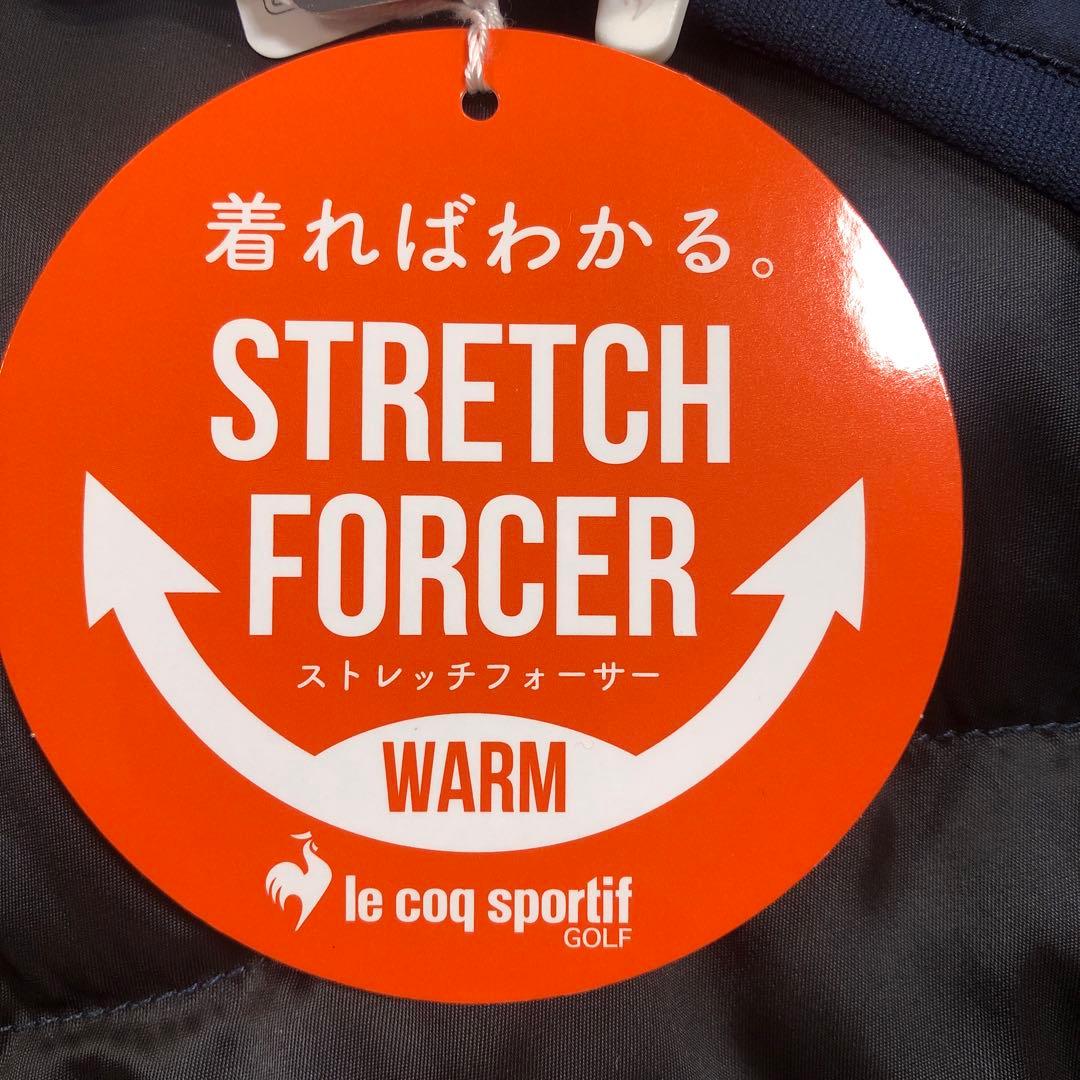 着ればわかる。
STRETCH
FORCER
ストレッチフォーサー
WARM
le coq sportif
GOLF